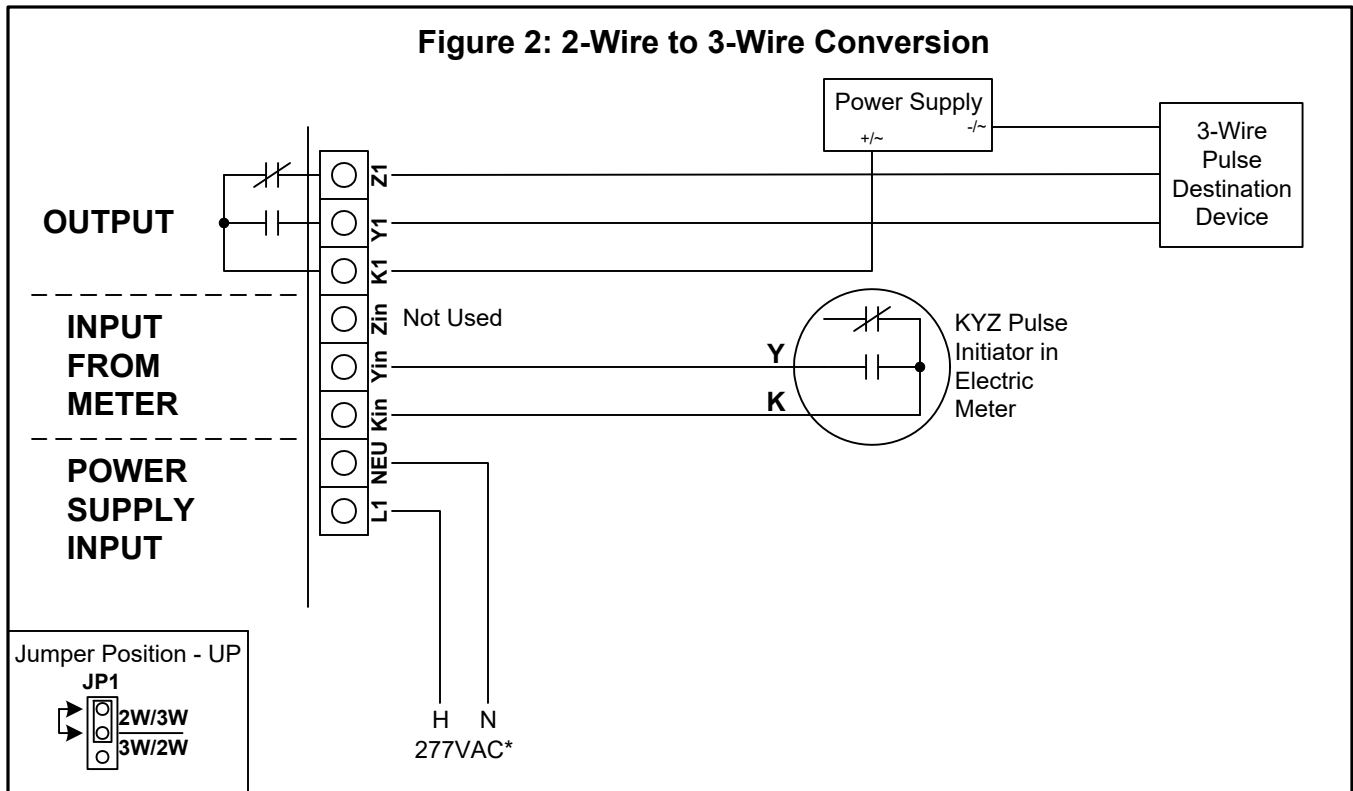 Figure 2: 2-Wire to 3-Wire Conversion
Power Supply
+/~
-/~
3-Wire
Pulse
Destination
Device
OUTPUT
Z1
Y1
K1
INPUT
FROM
METER
Zin
Not Used
Yin
Y
Kin
K
KYZ Pulse
Initiator in
Electric
Meter
POWER
SUPPLY
INPUT
NEU
L1
H N
277VAC*
Jumper Position - UP
JP1
2W/3W
3W/2W